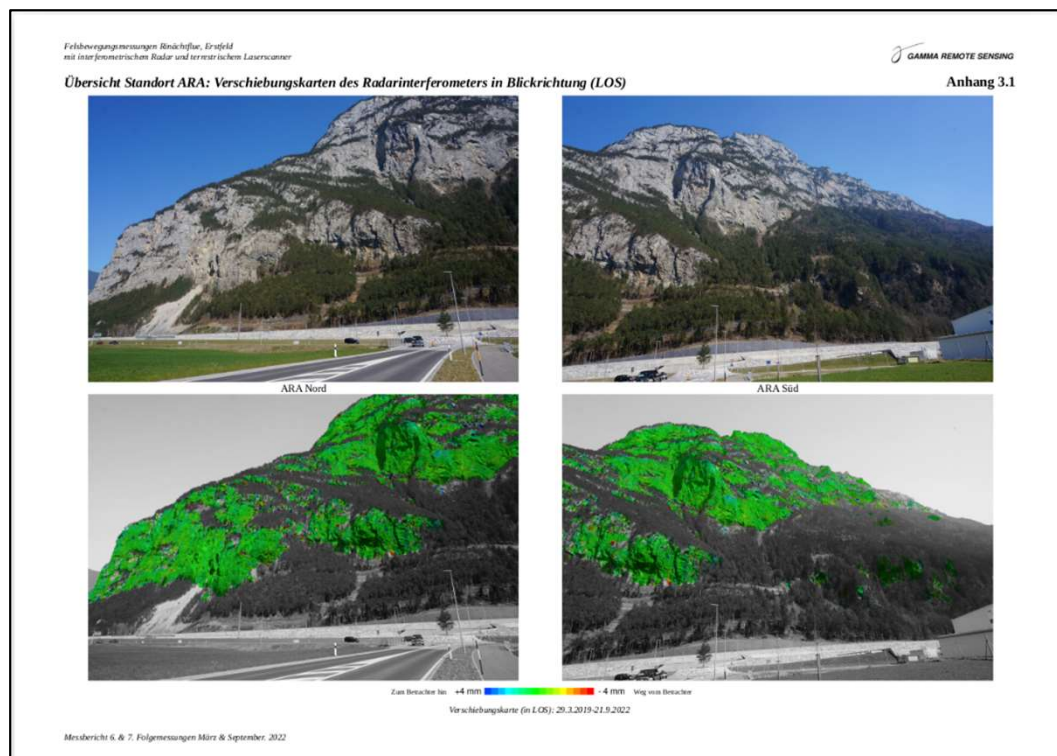 Felsbewegungsmessungen Rinächtflue, Erstfeld
mit interferometrischem Radar und terrestrischem Laserscanner
GAMMA REMOTE SENSING
Übersicht Standort ARA: Verschiebungskarten des Radarinterferometers in Blickrichtung (LOS)
Anhang 3.1
ARA Nord
ARA Süd
Zum Betrachter hin +4 mm - 4 mm Weg vom Betrachter
Verschiebungskarte (in LOS): 29.3.2019-21.9.2022
Messbericht 6. & 7. Folgemessungen März & September. 2022